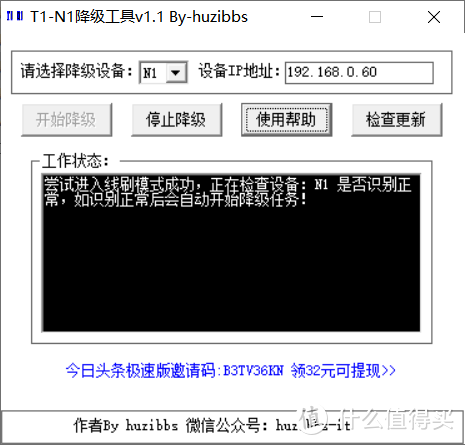 T1-N1降级工具v1.1 By-huzibbs
请选择降级设备: N1 设备IP地址: 192.168.0.60
开始降级 停止降级 使用帮助 检查更新
工作状态:
尝试进入线刷模式成功，正在检查设备: N1 是否识别正
常，如识别正常后会自动开始降级任务!
今日头条极速版邀请码:B3TV36KN 领32元可提现>>
作者By huzibbs 微信公众号: huzibbs-it
值 什么值得买